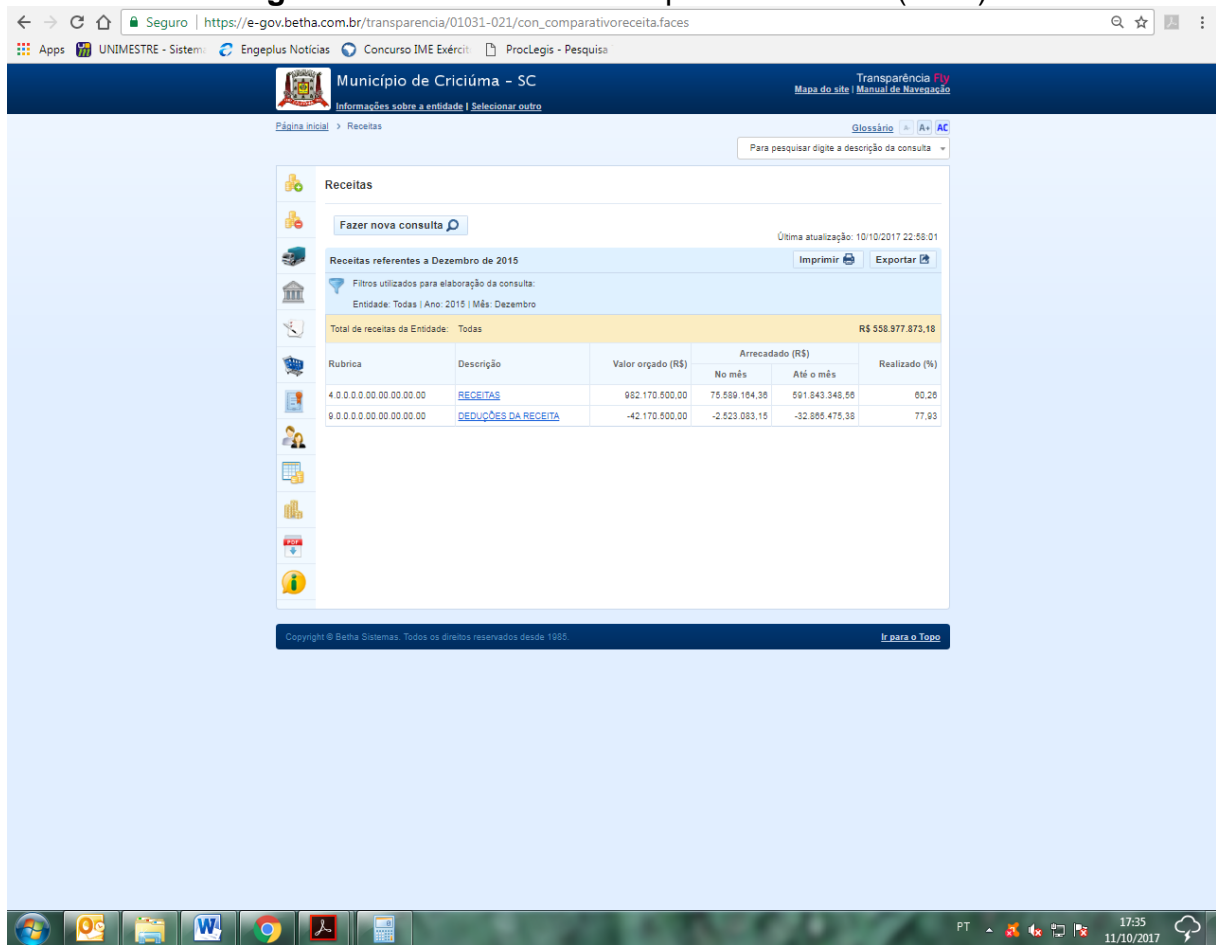 Seguro | https://e-gov.betha.com.br/transparencia/01031-021/con_comparativoreceita.faces
Apps UNIMESTRE - Sistema Engeplus Notícias Concurso IME Exércit ProcLegis - Pesquisa
Município de Criciúma - SC
Transparência Fly
Mapa do site | Manual de Navegação
Informações sobre a entidade | Selecionar outro
Página inicial > Receitas
Glossário A+ AC
Para pesquisar digite a descrição da consulta
Receitas
Fazer nova consulta
Última atualização: 10/10/2017 22:58:01
Receitas referentes a Dezembro de 2015 Imprimir Exportar
Filtros utilizados para elaboração da consulta:
Entidade: Todas | Ano: 2015 | Mês: Dezembro
Total de receitas da Entidade: Todas R$ 558.977.873,18
Rubrica Descrição Valor orçado (R$) Arrecadado (R$) Realizado (%)
No mês Até o mês
4.0.0.0.0.00.00.00.00.00 RECEITAS 982.170.500,00 75.589.164,36 591.843.348,56 60,26
9.0.0.0.0.00.00.00.00.00 DEDUÇÕES DA RECEITA -42.170.500,00 -2.523.083,15 -32.865.475,38 77,93
PDF
Copyright © Betha Sistemas. Todos os direitos reservados desde 1985. Ir para o Topo
PT 17:35
11/10/2017